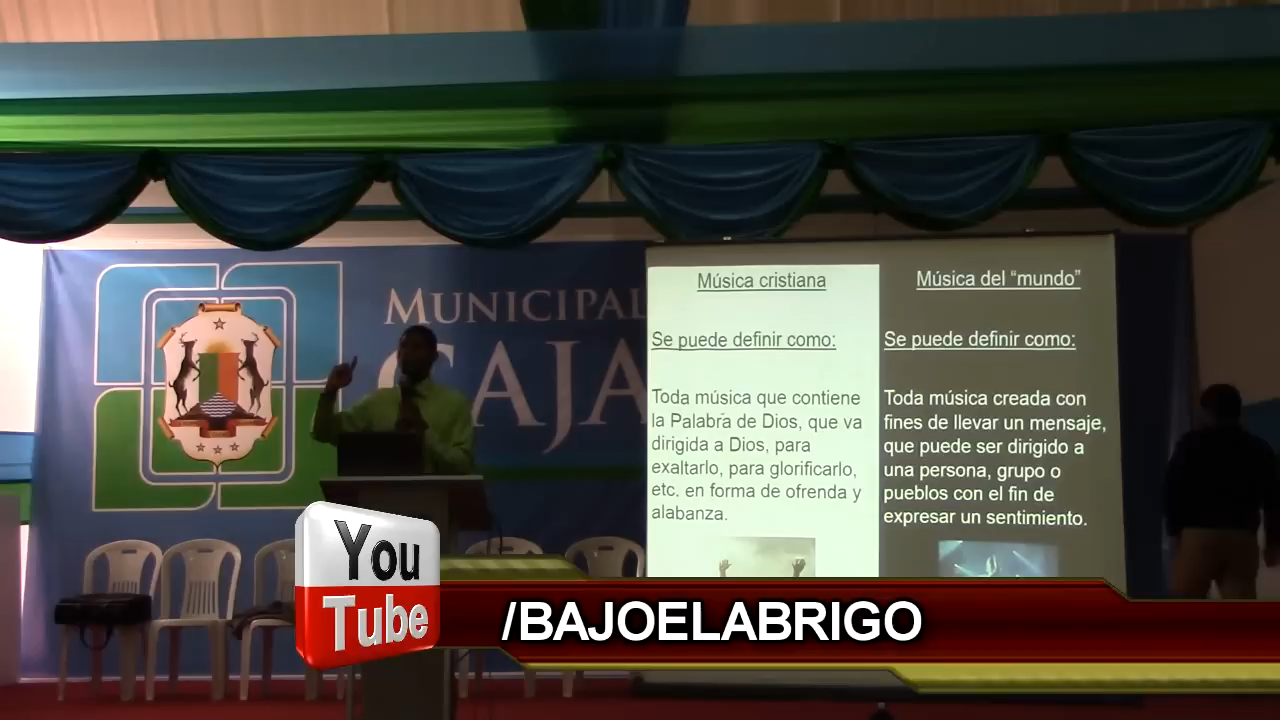 MUNICIPAL
CAJA
Música cristiana
Se puede definir como:
Toda música que contiene
la Palabra de Dios, que va
dirigida a Dios, para
exaltarlo, para glorificarlo,
etc. en forma de ofrenda y
alabanza.
Música del “mundo”
Se puede definir como:
Toda música creada con
fines de llevar un mensaje,
que puede ser dirigido a
una persona, grupo o
pueblos con el fin de
expresar un sentimiento.
You
Tube
/BAJOELABRIGO